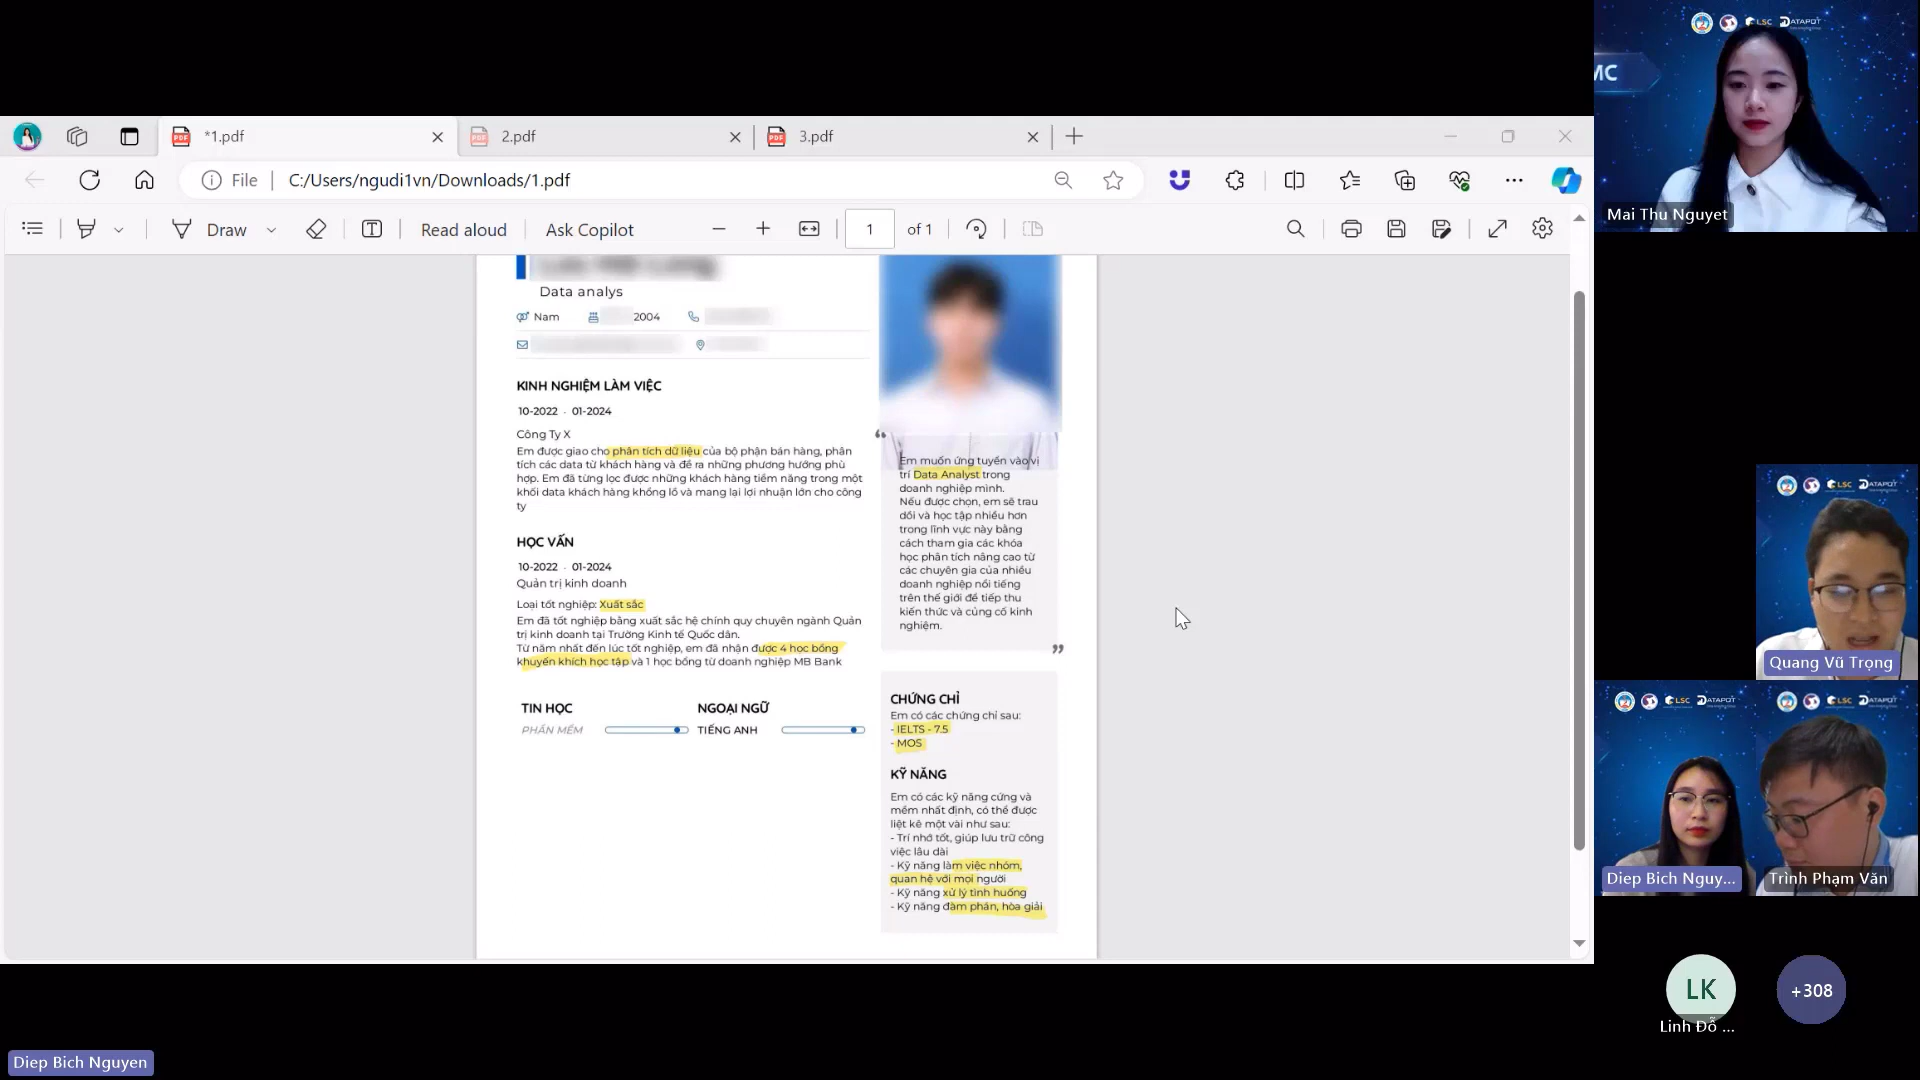 *1.pdf
2.pdf
3.pdf
File
C:/Users/ngudi1vn/Downloads/1.pdf
Draw
Read aloud
Ask Copilot
1
of 1
Data analys
Nam
2004
KINH NGHIỆM LÀM VIỆC
10-2022 - 01-2024
Công Ty X
Em được giao cho phân tích dữ liệu của bộ phận bán hàng, phân
tích các data từ khách hàng và đề ra những phương hướng phù
hợp. Em đã từng lọc được những khách hàng tiềm năng trong một
khối data khách hàng khổng lồ và mang lại lợi nhuận lớn cho công
ty
HỌC VẤN
10-2022 - 01-2024
Quản trị kinh doanh
Loại tốt nghiệp: Xuất sắc
Em đã tốt nghiệp bằng xuất sắc hệ chính quy chuyên ngành Quản
trị kinh doanh tại Trường Kinh tế Quốc dân.
Từ năm nhất đến lúc tốt nghiệp, em đã nhận được 4 học bổng
khuyến khích học tập và 1 học bổng từ doanh nghiệp MB Bank
TIN HỌC
PHẦN MỀM
NGOẠI NGỮ
TIẾNG ANH
“
Em muốn ứng tuyển vào vị
trí Data Analyst trong
doanh nghiệp mình.
Nếu được chọn, em sẽ trau
dồi và học tập nhiều hơn
trong lĩnh vực này bằng
cách tham gia các khóa
học phân tích nâng cao từ
các chuyên gia của nhiều
doanh nghiệp nổi tiếng
trên thế giới để tiếp thu
kiến thức và củng cố kinh
nghiệm.
”
CHỨNG CHỈ
Em có các chứng chỉ sau:
- IELTS - 7.5
- MOS
KỸ NĂNG
Em có các kỹ năng cứng và
mềm nhất định, có thể được
liệt kê một vài như sau:
- Trí nhớ tốt, giúp lưu trữ công
việc lâu dài
- Kỹ năng làm việc nhóm,
quan hệ với mọi người
- Kỹ năng xử lý tình huống
- Kỹ năng đàm phán, hòa giải
LSC DATAPOT
MC
Mai Thu Nguyet
LSC DATAPOT
Quang Vũ Trọng
LSC DATAPOT
Diep Bich Nguy...
LSC DATAPOT
Trình Phạm Văn
LK
Linh Đỗ ...
+308
Diep Bich Nguyen